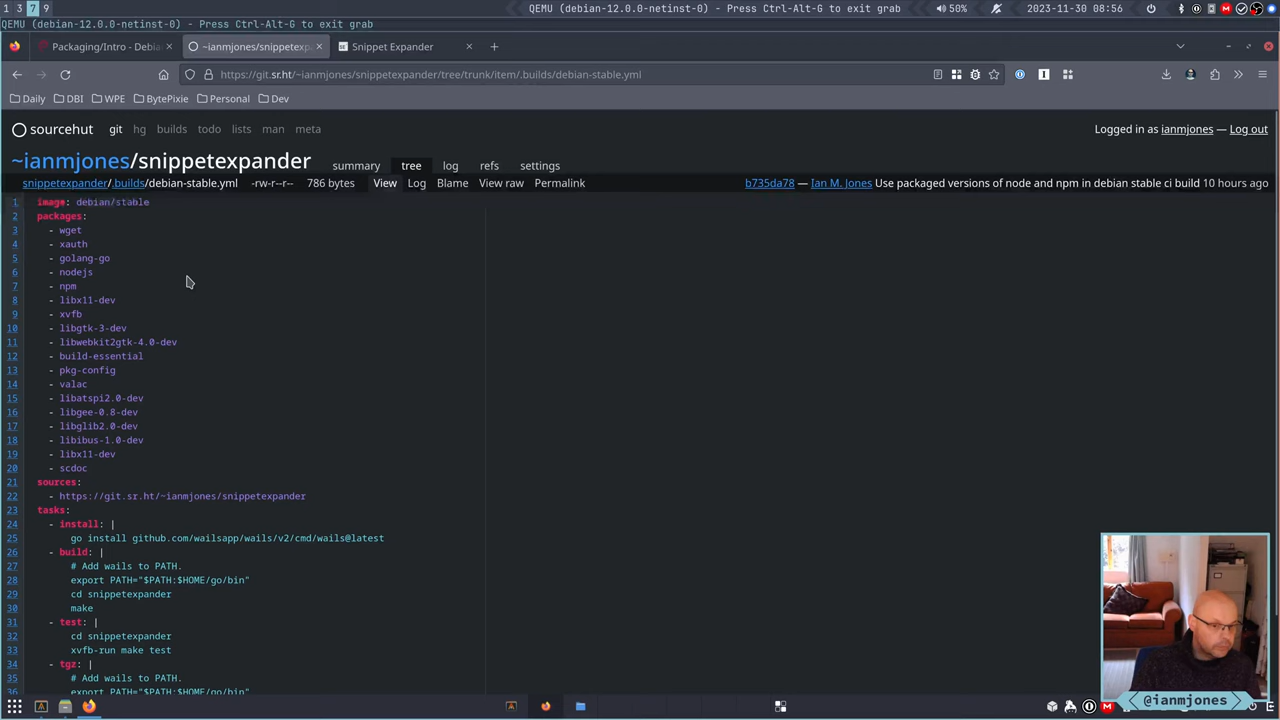 1 3 7 9
QEMU (debian-12.0.0-netinst-0) - Press Ctrl-Alt-G to exit grab
50%
2023-11-30 08:56
QEMU (debian-12.0.0-netinst-0) - Press Ctrl-Alt-G to exit grab
Packaging/Intro - Debia
~ianmjones/snippetexp
Snippet Expander
https://git.sr.ht/~ianmjones/snippetexpander/tree/trunk/item/.builds/debian-stable.yml
Daily DBI WPE BytePixie Personal Dev
sourcehut git hg builds todo lists man meta
Logged in as ianmjones — Log out
~ianmjones/snippetexpander summary tree log refs settings
snippetexpander/.builds/debian-stable.yml -rw-r--r-- 786 bytes View Log Blame View raw Permalink
b735da78 — Ian M. Jones Use packaged versions of node and npm in debian stable ci build 10 hours ago
1 image: debian/stable
2 packages:
3 - wget
4 - xauth
5 - golang-go
6 - nodejs
7 - npm
8 - libx11-dev
9 - xvfb
10 - libgtk-3-dev
11 - libwebkit2gtk-4.0-dev
12 - build-essential
13 - pkg-config
14 - valac
15 - libatspi2.0-dev
16 - libgee-0.8-dev
17 - libglib2.0-dev
18 - libibus-1.0-dev
19 - libx11-dev
20 - scdoc
21 sources:
22 - https://git.sr.ht/~ianmjones/snippetexpander
23 tasks:
24 - install: |
25 go install github.com/wailsapp/wails/v2/cmd/wails@latest
26 - build: |
27 # Add wails to PATH.
28 export PATH="$PATH:$HOME/go/bin"
29 cd snippetexpander
30 make
31 - test: |
32 cd snippetexpander
33 xvfb-run make test
34 - tgz: |
35 # Add wails to PATH.
36 export PATH="$PATH:$HOME/go/bin"
@ianmjones